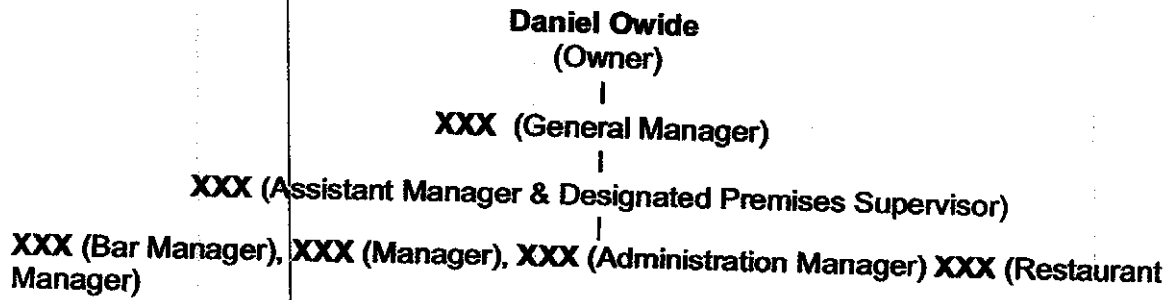 Daniel Owide
(Owner)
|
XXX (General Manager)
|
XXX (Assistant Manager & Designated Premises Supervisor)
|
XXX (Bar Manager), XXX (Manager), XXX (Administration Manager) XXX (Restaurant
Manager)